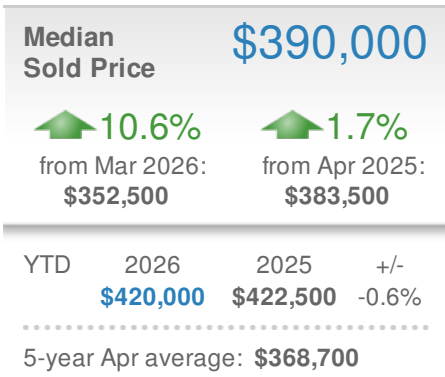 Median
Sold Price
$390,000
10.6%
from Mar 2026:
$352,500
1.7%
from Apr 2025:
$383,500
YTD 2026 2025 +/-
$420,000 $422,500 -0.6%
5-year Apr average: $368,700